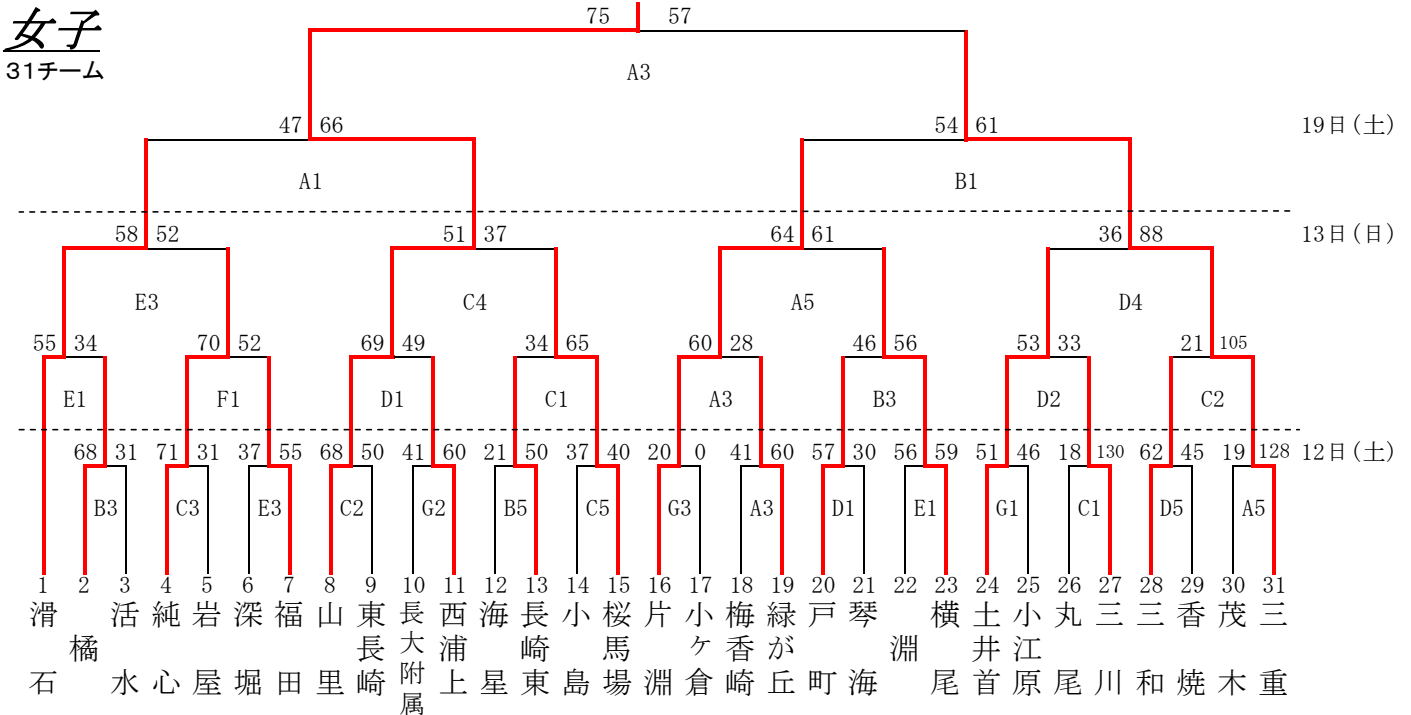 女子
31チーム
75 57
A3
47 66 54 61 19日(土)
A1 B1
58 52 51 37 64 61 36 88 13日(日)
E3 C4 A5 D4
55 34 70 52 69 49 34 65 60 28 46 56 53 33 21 105
E1 F1 D1 C1 A3 B3 D2 C2
68 31 71 31 37 55 68 50 41 60 21 50 37 40 20 0 41 60 57 30 56 59 51 46 18 130 62 45 19 128 12日(土)
B3 C3 E3 C2 G2 B5 C5 G3 A3 D1 E1 G1 C1 D5 A5
1 2 3 4 5 6 7 8 9 10 11 12 13 14 15 16 17 18 19 20 21 22 23 24 25 26 27 28 29 30 31
滑石
橘
活水
純心
岩屋
深堀
福田
山里
東長崎
長大附属
西浦上
海星
長崎東
小島
桜馬場
片淵
小ケ倉
梅香崎
緑が丘
戸町
琴海
淵
横尾
土井首
小江原
丸尾
三川
三和
香焼
茂木
三重